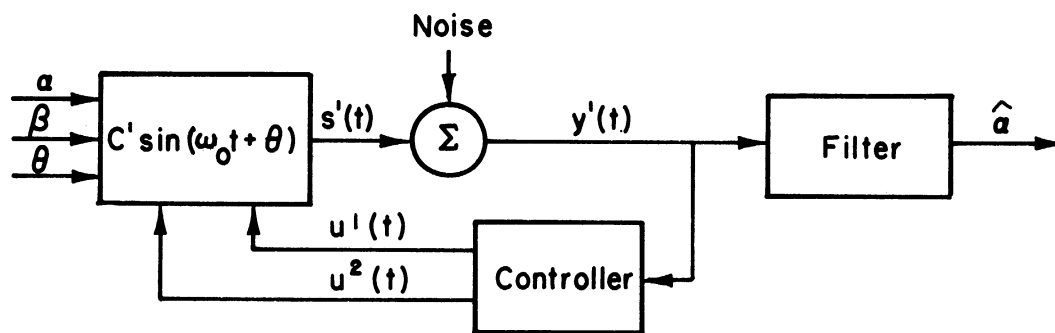 Noise
α
β
θ
C' sin (ω₀t + θ)
s'(t)
Σ
y'(t)
Filter
α̂
u¹(t)
u²(t)
Controller